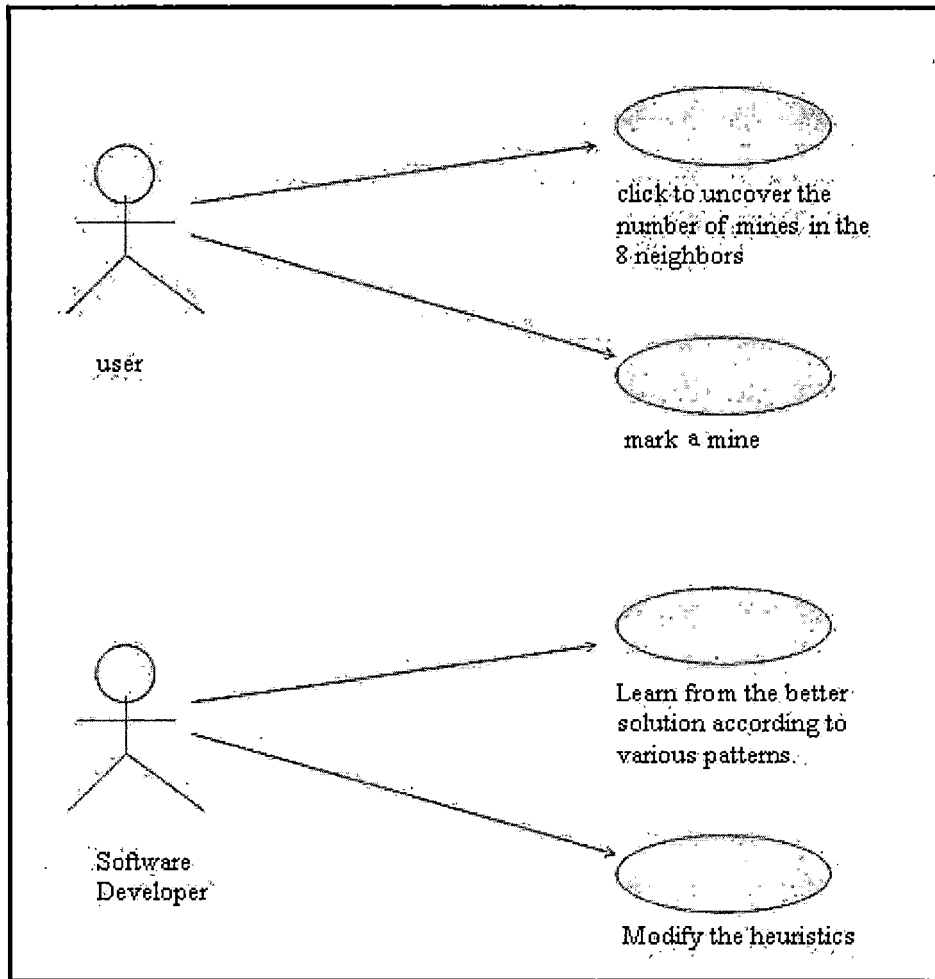 click to uncover the
number of mines in the
8 neighbors
user
mark a mine
Learn from the better
solution according to
various patterns.
Software
Developer
Modify the heuristics